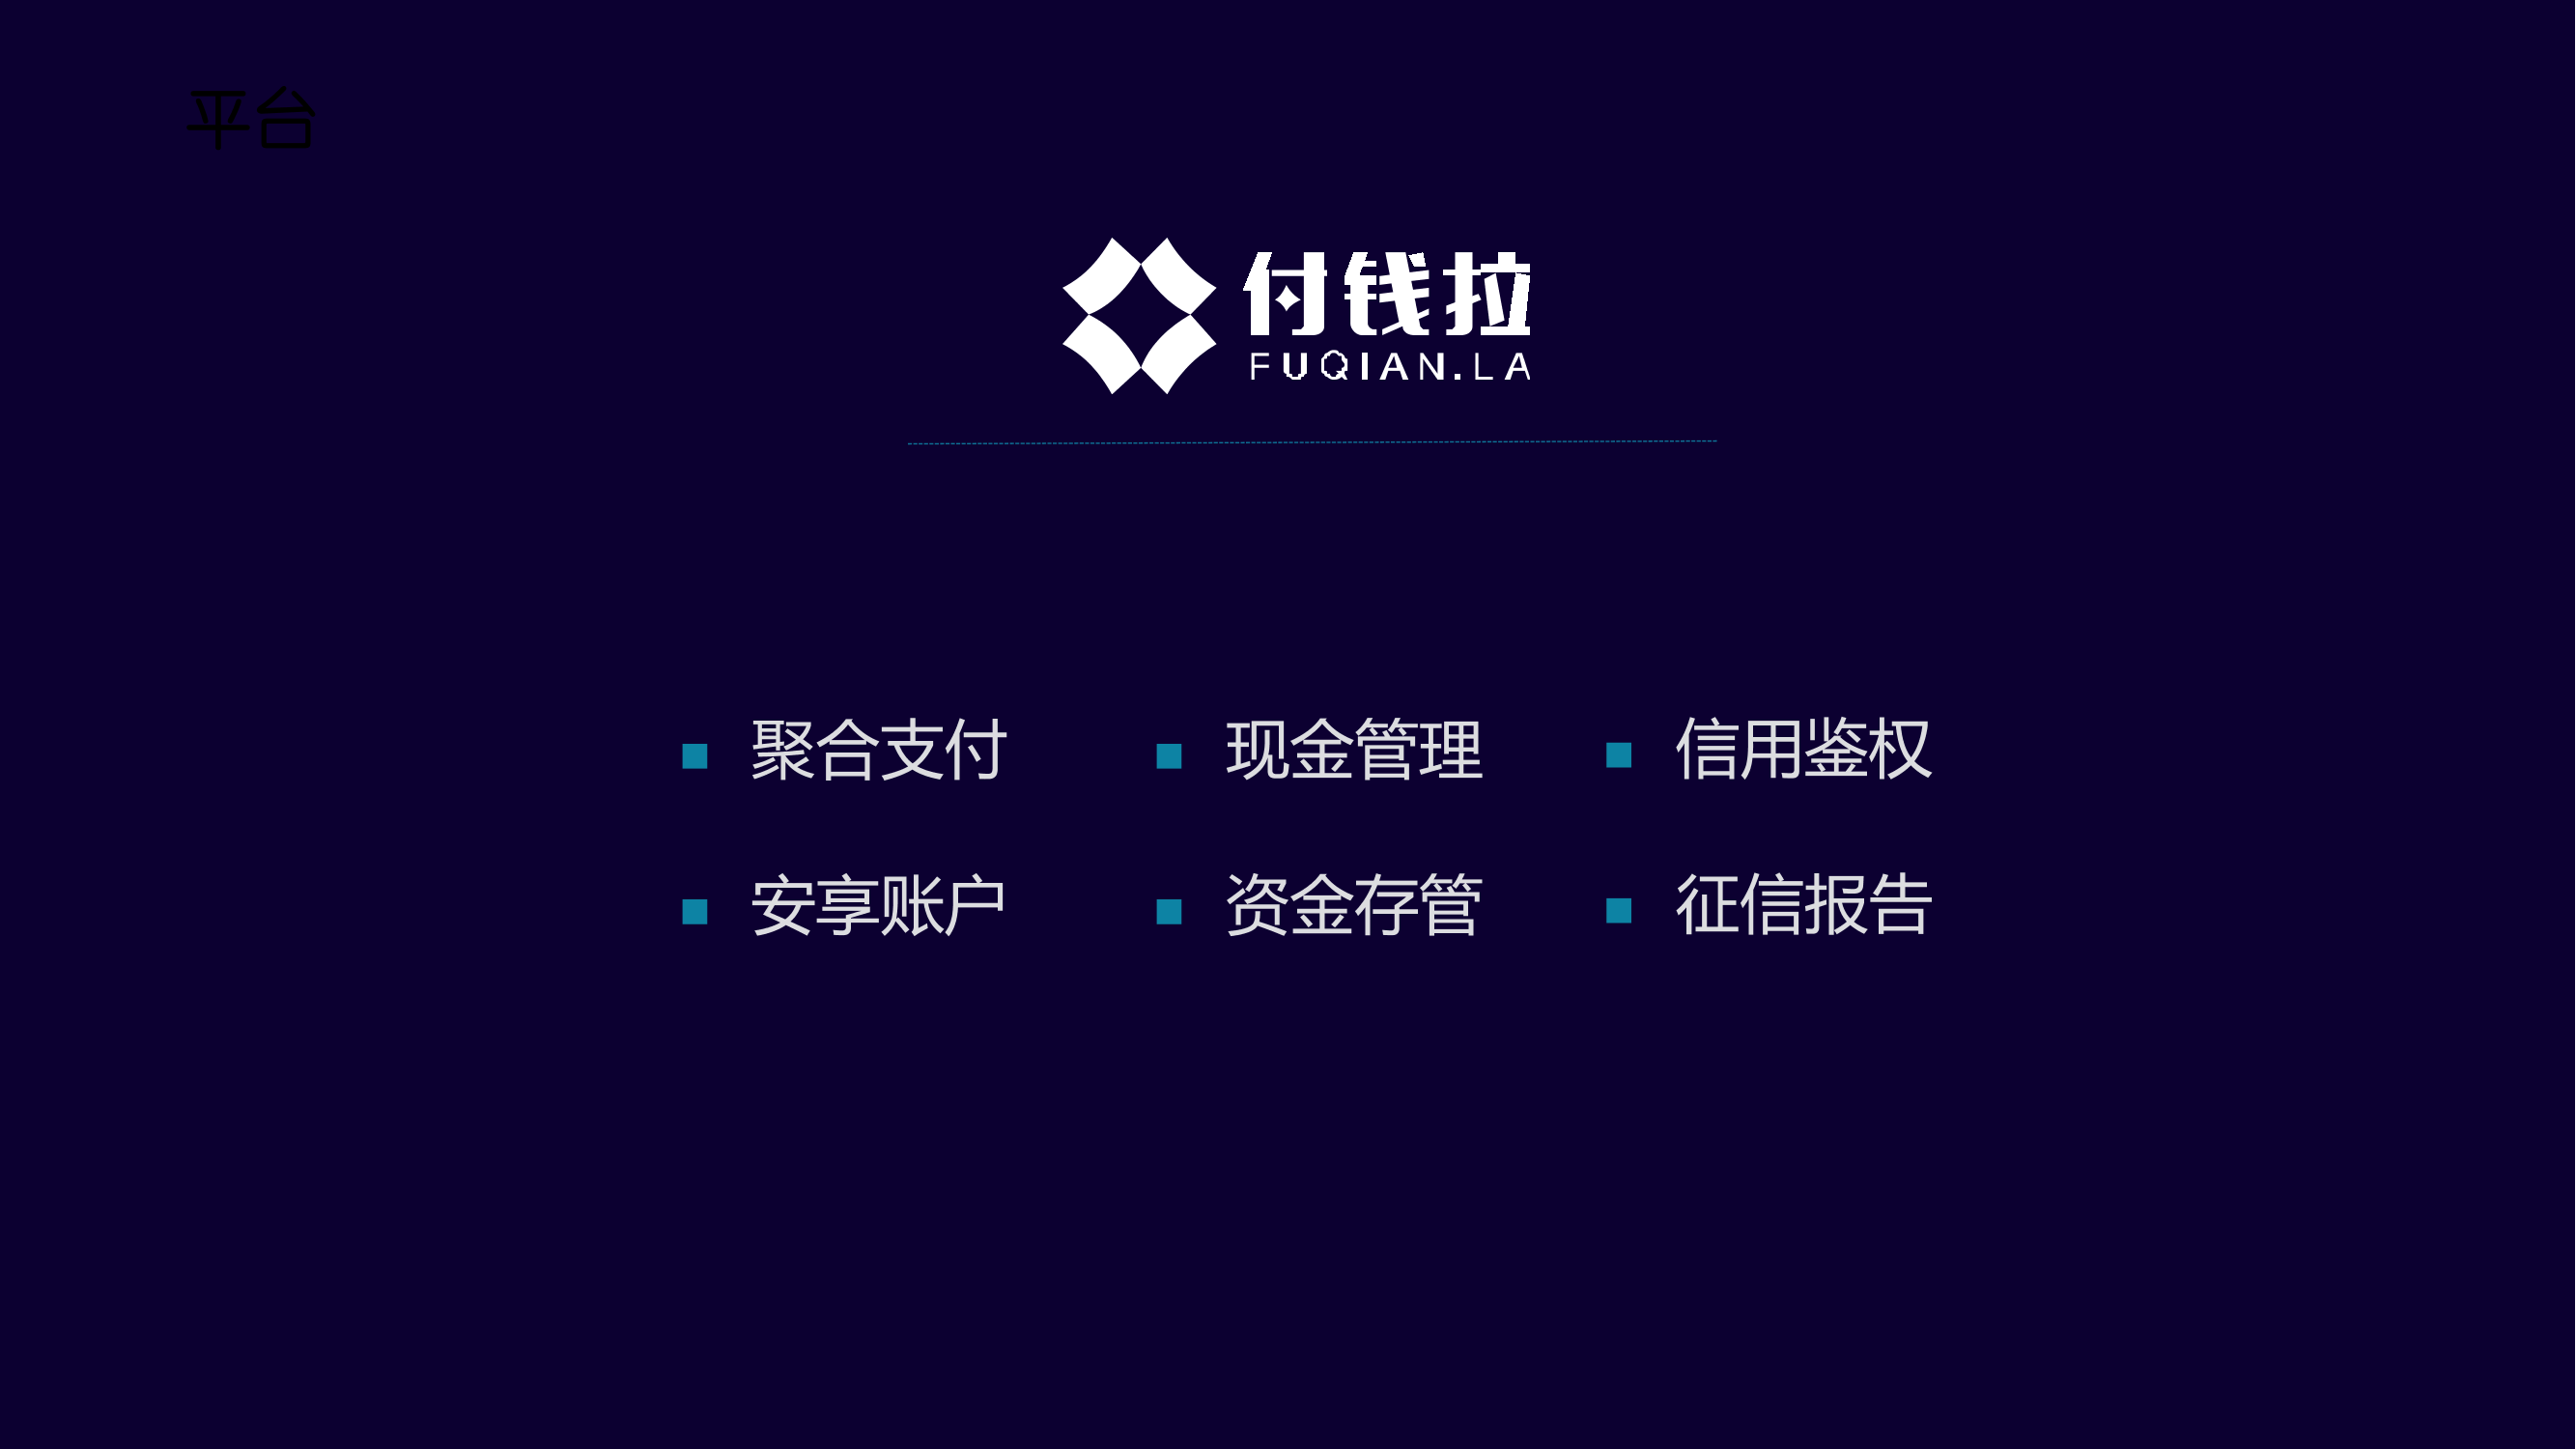 平台
付钱拉
FUQIAN.LA
聚合支付 现金管理 信用鉴权
安享账户 资金存管 征信报告